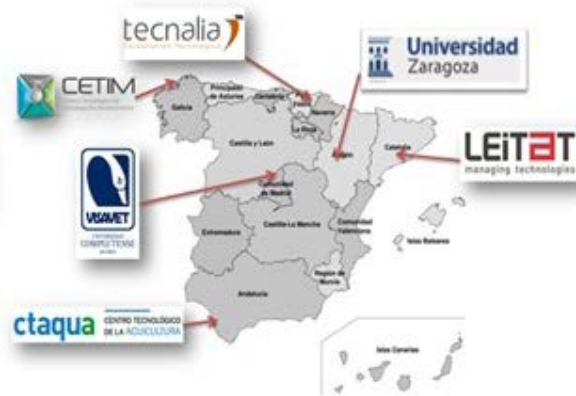 tecnalia
Universidad
Zaragoza
CETIM
Principado
de Asturias
Cantabria
Galicia
Navarra
La Rioja
Castilla y León
Aragón
Cataluña
LEITAT
managing technologies
VISAVET
UNIVERSIDAD
COMPLUTENSE
Comunidad
de Madrid
Extremadura
Castilla-La Mancha
Comunidad
Valenciana
Islas Baleares
Región de
Murcia
Andalucía
ctaqua
CENTRO TECNOLÓGICO
DE LA ACUICULTURA
Islas Canarias